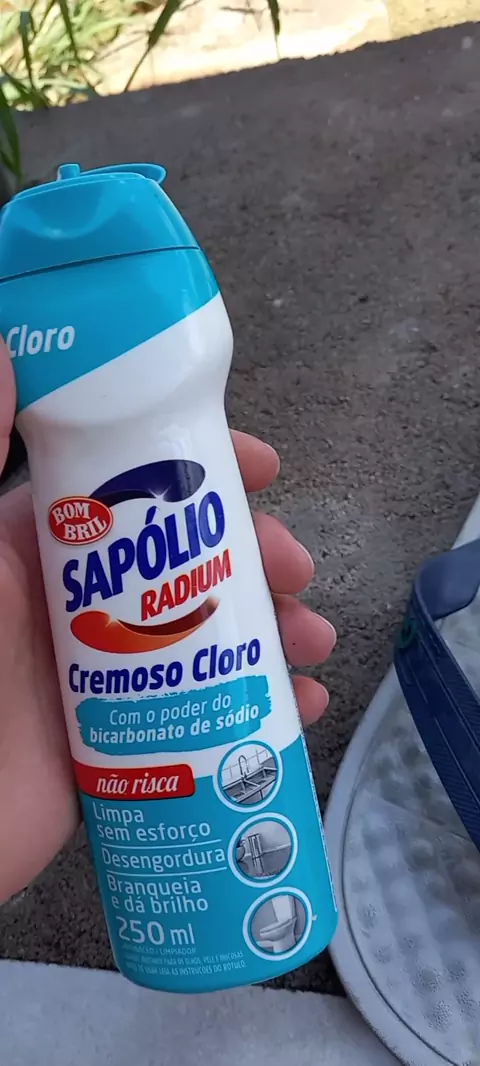 Cloro
BOM
BRIL
SAPÓLIO
RADIUM
Cremoso Cloro
Com o poder do
bicarbonato de sódio
não risca
Limpa
sem esforço
Desengordura
Branqueia
e dá brilho
250 ml